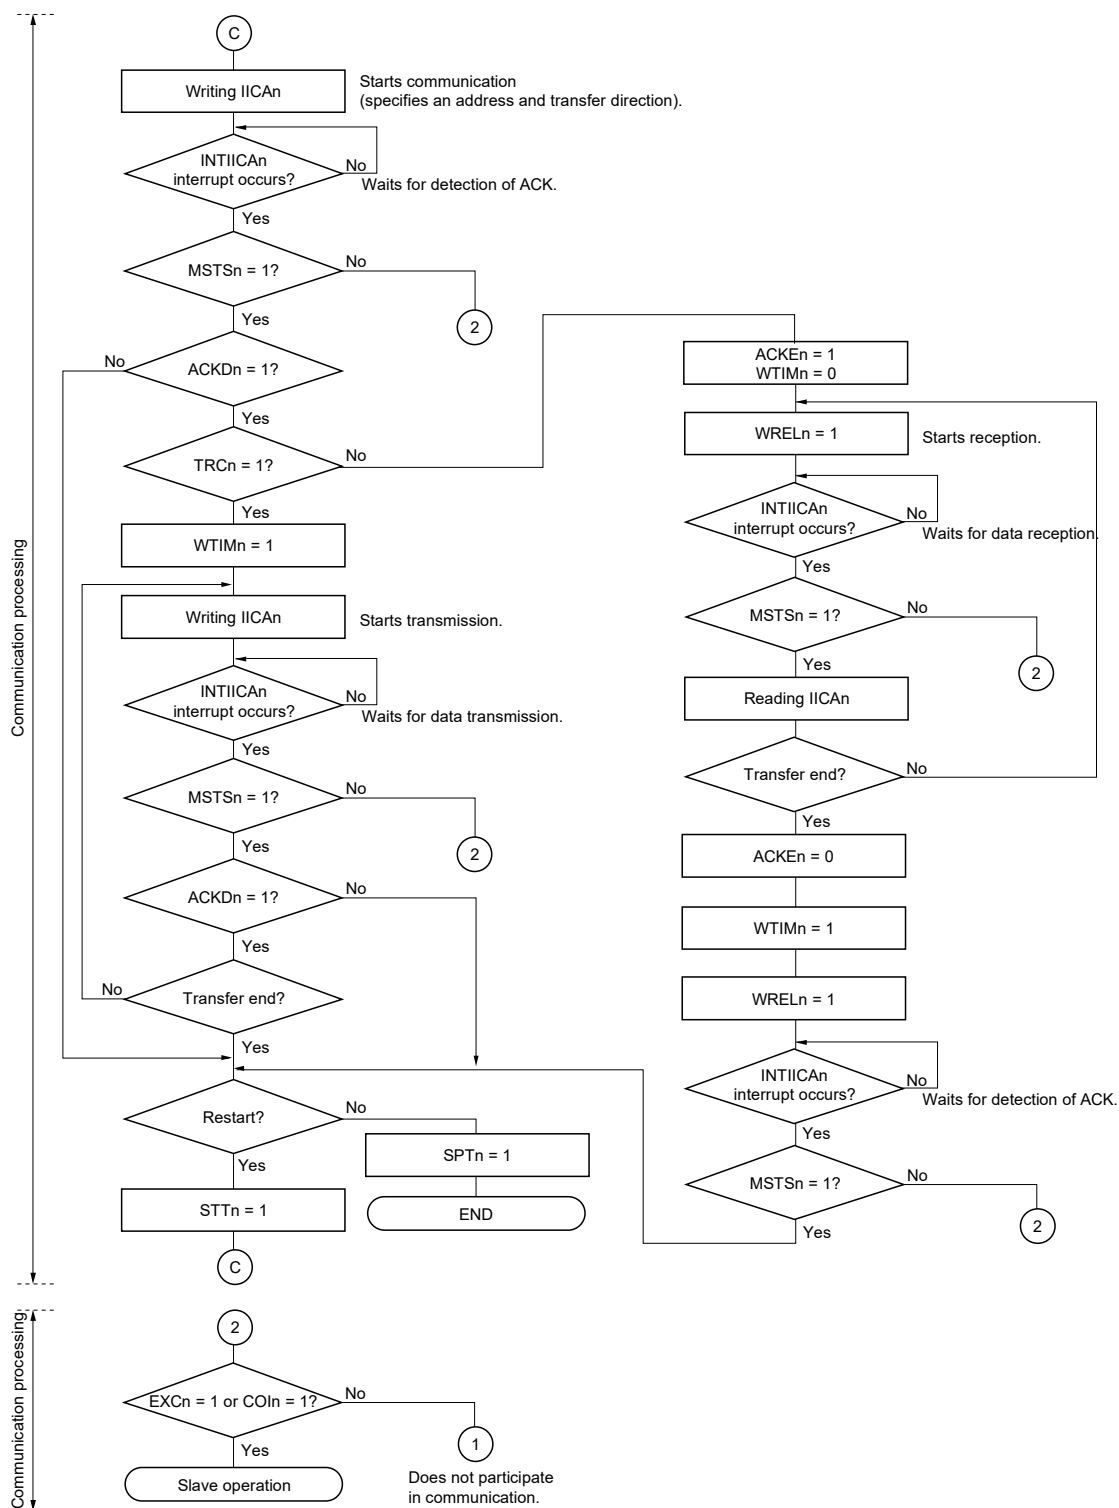 C
Writing IICAn
Starts communication
(specifies an address and transfer direction).
INTIICAn
interrupt occurs?
No
Waits for detection of ACK.
Yes
MSTSn = 1?
No
2
Yes
ACKDn = 1?
No
Yes
TRCn = 1?
No
Yes
WTIMn = 1
Writing IICAn
Starts transmission.
INTIICAn
interrupt occurs?
No
Waits for data transmission.
Yes
MSTSn = 1?
No
2
Yes
ACKDn = 1?
No
Yes
Transfer end?
No
Yes
Restart?
No
SPTn = 1
END
Yes
STTn = 1
C
ACKEn = 1
WTIMn = 0
WRELn = 1
Starts reception.
INTIICAn
interrupt occurs?
No
Waits for data reception.
Yes
MSTSn = 1?
No
2
Yes
Reading IICAn
Transfer end?
No
Yes
ACKEn = 0
WTIMn = 1
WRELn = 1
INTIICAn
interrupt occurs?
No
Waits for detection of ACK.
Yes
MSTSn = 1?
No
2
Yes
Communication processing
2
EXCn = 1 or COIn = 1?
No
1
Does not participate
in communication.
Yes
Slave operation
Communication processing